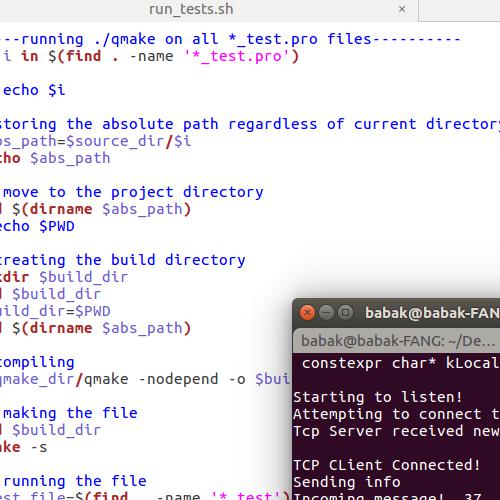 run_tests.sh ×
---running ./qmake on all *_test.pro files----------
i in $(find . -name '*_test.pro')
echo $i
storing the absolute path regardless of current directory
bs_path=$source_dir/$i
cho $abs_path
move to the project directory
d $(dirname $abs_path)
echo $PWD
creating the build directory
kdir $build_dir
d $build_dir
uild_dir=$PWD
d $(dirname $abs_path)
compiling
qmake_dir/qmake -nodepend -o $bui
making the file
d $build_dir
ake -s
running the file
est_file=$(find . -name '*_test')
babak@babak-FAN
babak@babak-FANG: ~/De...
constexpr char* kLocal
Starting to listen!
Attempting to connect t
Tcp Server received new
TCP CLient Connected!
Sending info
Incoming message! 37